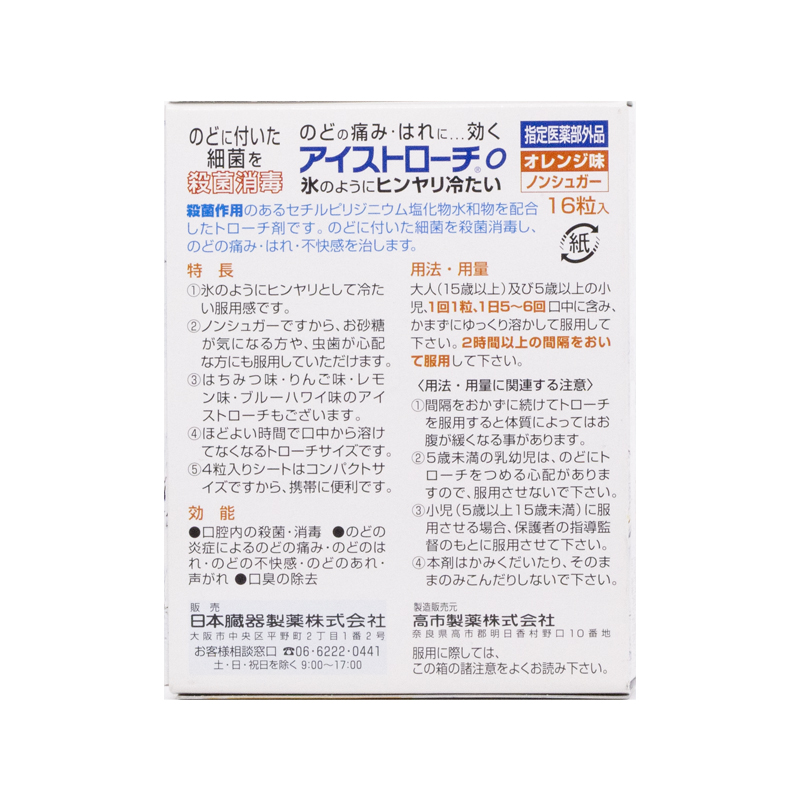 のどに付いた
細菌を
殺菌消毒
のどの痛み・はれに…効く
アイストローチ®O
氷のようにヒンヤリ冷たい
指定医薬部外品
オレンジ味
ノンシュガー
殺菌作用のあるセチルピリジニウム塩化物水和物を配合
したトローチ剤です。のどに付いた細菌を殺菌消毒し、
のどの痛み・はれ・不快感を治します。
16粒入
紙
特長
①氷のようにヒンヤリとして冷た
い服用感です。
②ノンシュガーですから、お砂糖
が気になる方や、虫歯が心配
な方にも服用していただけます。
③はちみつ味・りんご味・レモ
ン味・ブルーハワイ味のアイ
ストローチもございます。
④ほどよい時間で口中から溶け
てなくなるトローチサイズです。
⑤4粒入りシートはコンパクトサ
イズですから、携帯に便利です。
効能
●口腔内の殺菌・消毒 ●のどの
炎症によるのどの痛み・のどのは
れ・のどの不快感・のどのあれ・
声がれ ●口臭の除去
販売
日本臓器製薬株式会社
大阪市中央区平野町2丁目1番2号
お客様相談窓口 ☎06-6222-0441
土・日・祝日を除く 9:00〜17:00
用法・用量
大人(15歳以上)及び5歳以上の小
児、1回1粒、1日5〜6回口中に含み、
かまずにゆっくり溶かして服用して
下さい。2時間以上の間隔をおい
て服用して下さい。
〈用法・用量に関連する注意〉
①間隔をおかずに続けてトローチ
を服用すると体質によってはお
腹が緩くなる事があります。
②5歳未満の乳幼児は、のどにト
ローチをつめる心配がありま
すので、服用させないで下さい。
③小児(5歳以上15歳未満)に服
用させる場合、保護者の指導監
督のもとに服用させて下さい。
④本剤はかみくだいたり、そのま
まのみこんだりしないで下さい。
製造販売元
高市製薬株式会社
奈良県高市郡明日香村野口10番地
服用に際しては、
この箱の諸注意をよくお読み下さい。